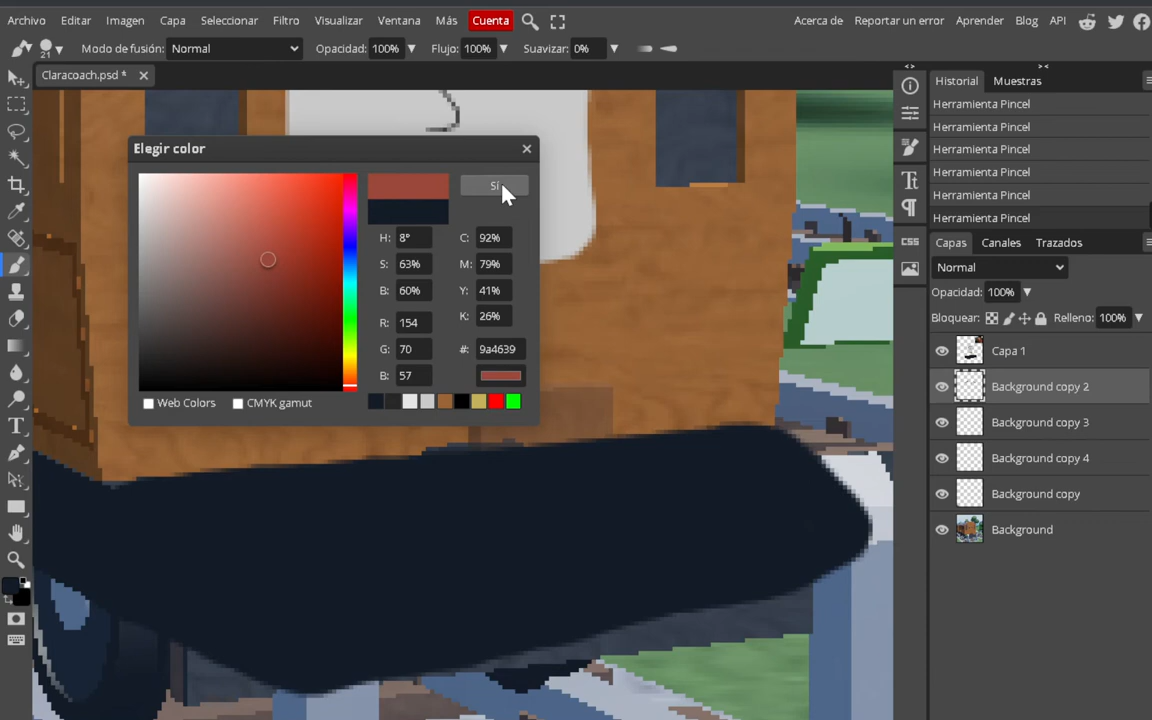 Archivo Editar Imagen Capa Seleccionar Filtro Visualizar Ventana Más Cuenta Acerca de Reportar un error Aprender Blog API
21 Modo de fusión: Normal Opacidad: 100% Flujo: 100% Suavizar: 0%
Claracoach.psd *
Elegir color
Sí
H: 8° C: 92%
S: 63% M: 79%
B: 60% Y: 41%
R: 154 K: 26%
G: 70 #: 9a4639
B: 57
Web Colors CMYK gamut
Historial Muestras
Herramienta Pincel
Herramienta Pincel
Herramienta Pincel
Herramienta Pincel
Herramienta Pincel
Herramienta Pincel
CSS
Capas Canales Trazados
Normal
Opacidad: 100%
Bloquear: Relleno: 100%
Capa 1
Background copy 2
Background copy 3
Background copy 4
Background copy
Background